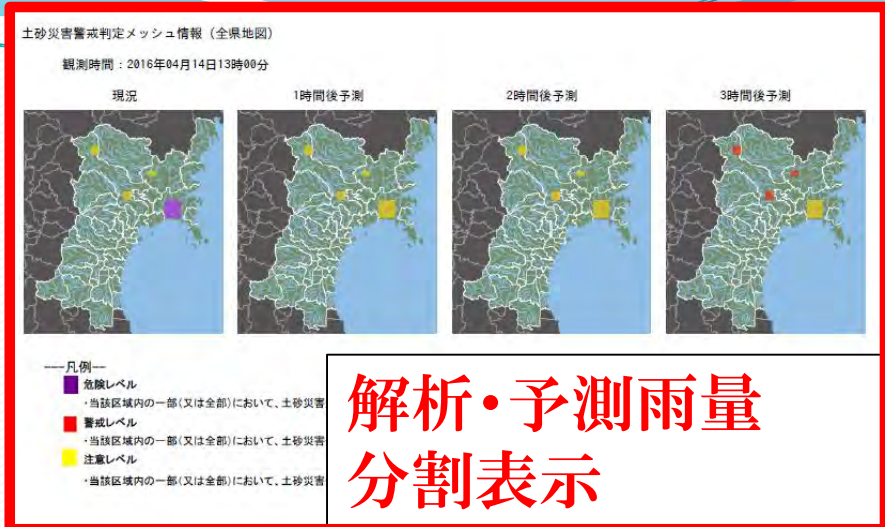 土砂災害警戒判定メッシュ情報（全県地図）
観測時間：2016年04月14日13時00分
現況
1時間後予測
2時間後予測
3時間後予測
---凡例---
危険レベル
・当該区域内の一部(又は全部)において、土砂災害
警戒レベル
・当該区域内の一部(又は全部)において、土砂災害
注意レベル
・当該区域内の一部(又は全部)において、土砂災害
解析・予測雨量
分割表示